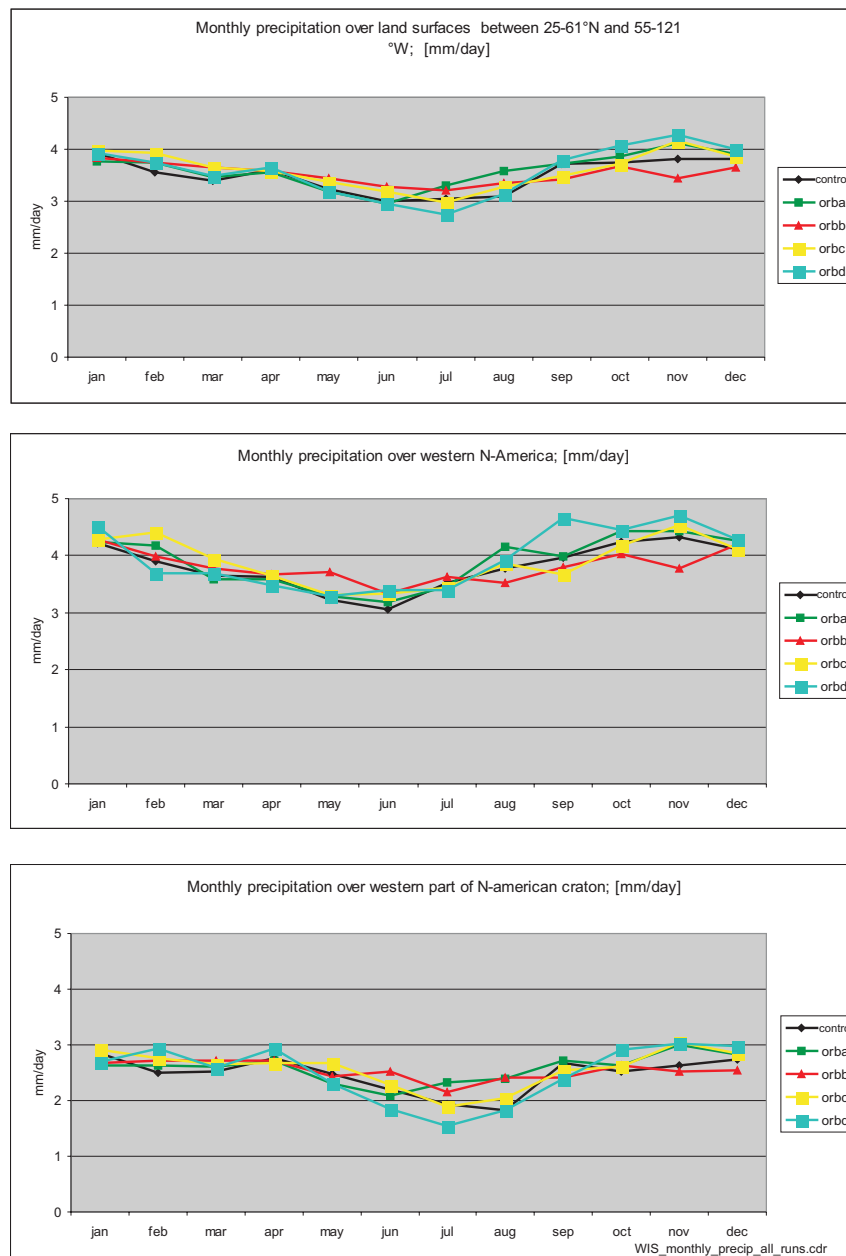 Monthly precipitation over land surfaces between 25-61°N and 55-121
°W; [mm/day]
5
4
3
2
1
0
mm/day
jan feb mar apr may jun jul aug sep oct nov dec
contro
orba
orbb
orbc
orbd
Monthly precipitation over western N-America; [mm/day]
5
4
3
2
1
0
mm/day
jan feb mar apr may jun jul aug sep oct nov dec
contro
orba
orbb
orbc
orbd
Monthly precipitation over western part of N-american craton; [mm/day]
5
4
3
2
1
0
mm/day
jan feb mar apr may jun jul aug sep oct nov dec
contro
orba
orbb
orbc
orbd
WIS_monthly_precip_all_runs.cdr